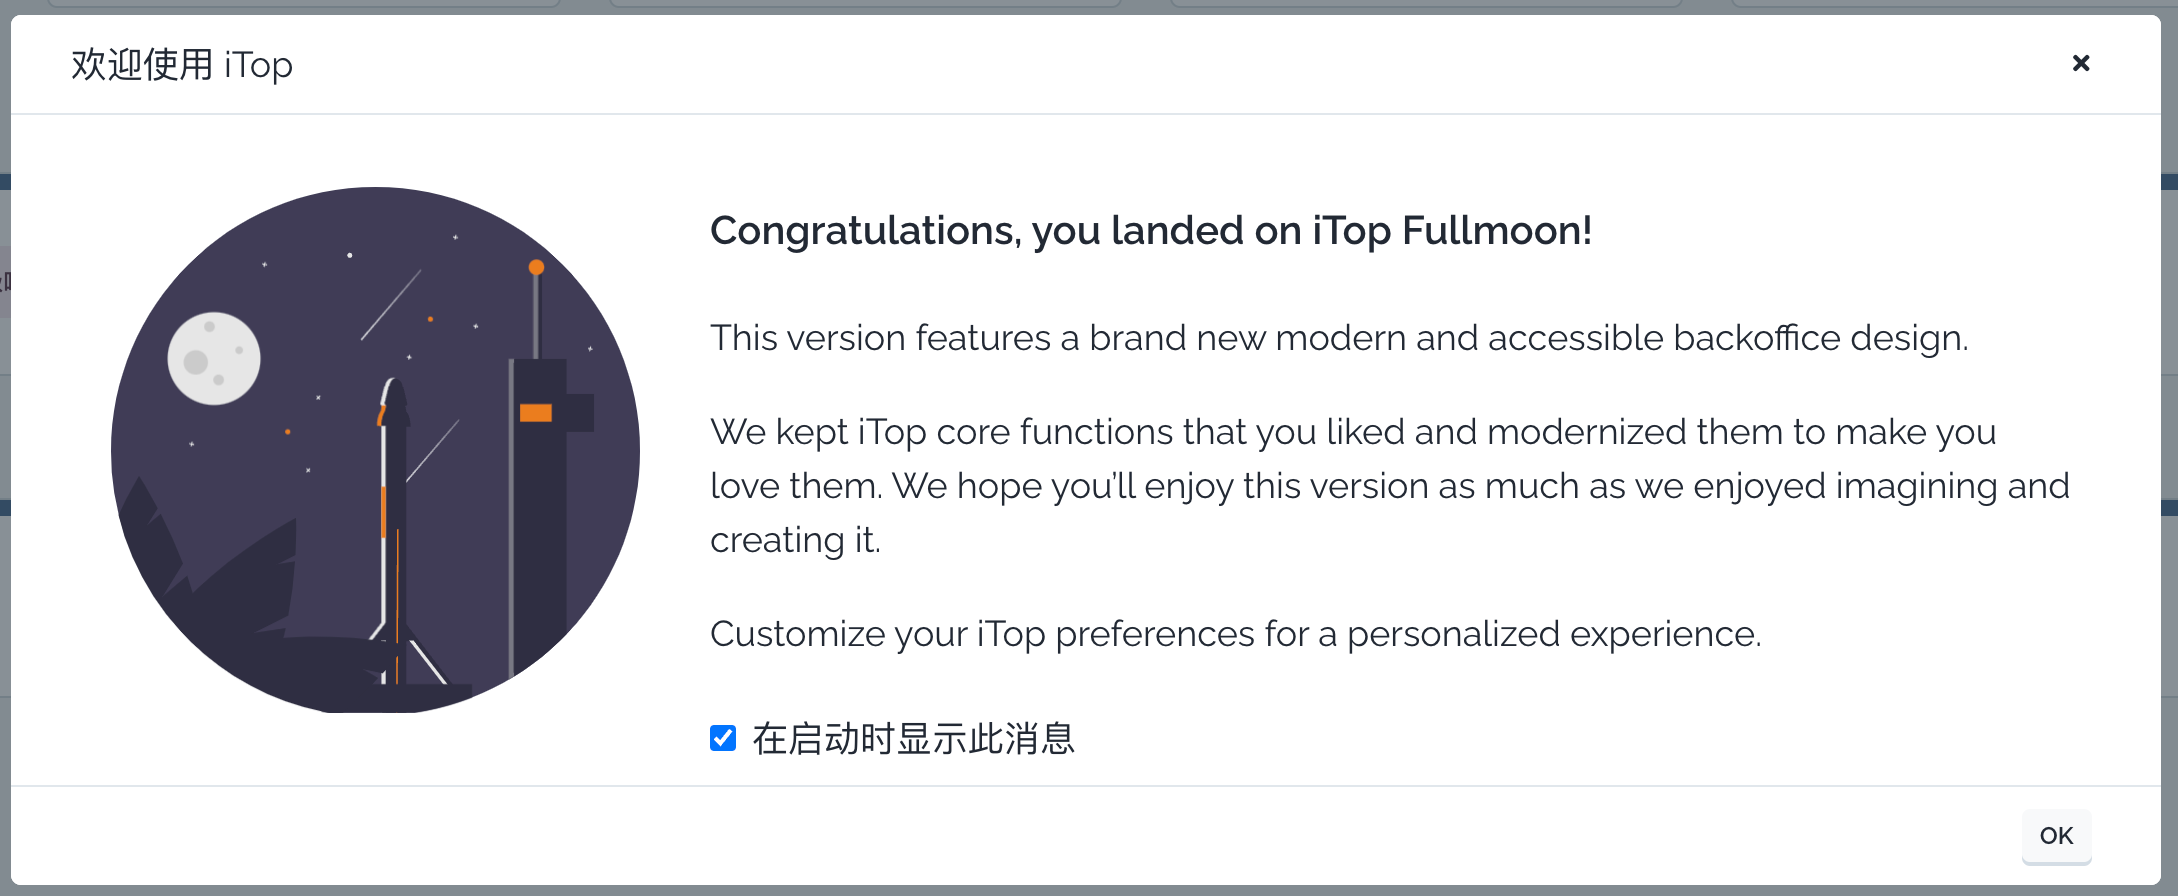 欢迎使用 iTop
Congratulations, you landed on iTop Fullmoon!
This version features a brand new modern and accessible backoffice design.
We kept iTop core functions that you liked and modernized them to make you
love them. We hope you’ll enjoy this version as much as we enjoyed imagining and
creating it.
Customize your iTop preferences for a personalized experience.
在启动时显示此消息
OK